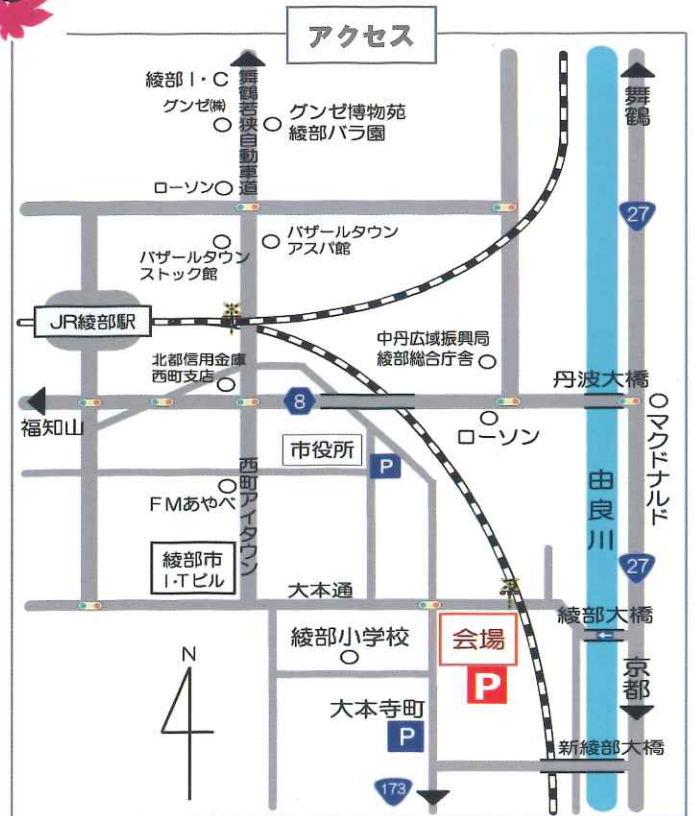 アクセス
綾部I・C
舞鶴若狭自動車道
グンゼ㈱
グンゼ博物苑
綾部バラ園
舞鶴
ローソン
27
バザールタウン
アスパ館
バザールタウン
ストック館
JR綾部駅
中丹広域振興局
綾部総合庁舎
北都信用金庫
西町支店
丹波大橋
8
福知山
ローソン
マクドナルド
市役所
P
西町アイタウン
FMあやべ
由良川
綾部市
I・Tビル
27
大本通
綾部大橋
会場
P
綾部小学校
N
京都
大本寺町
P
新綾部大橋
173